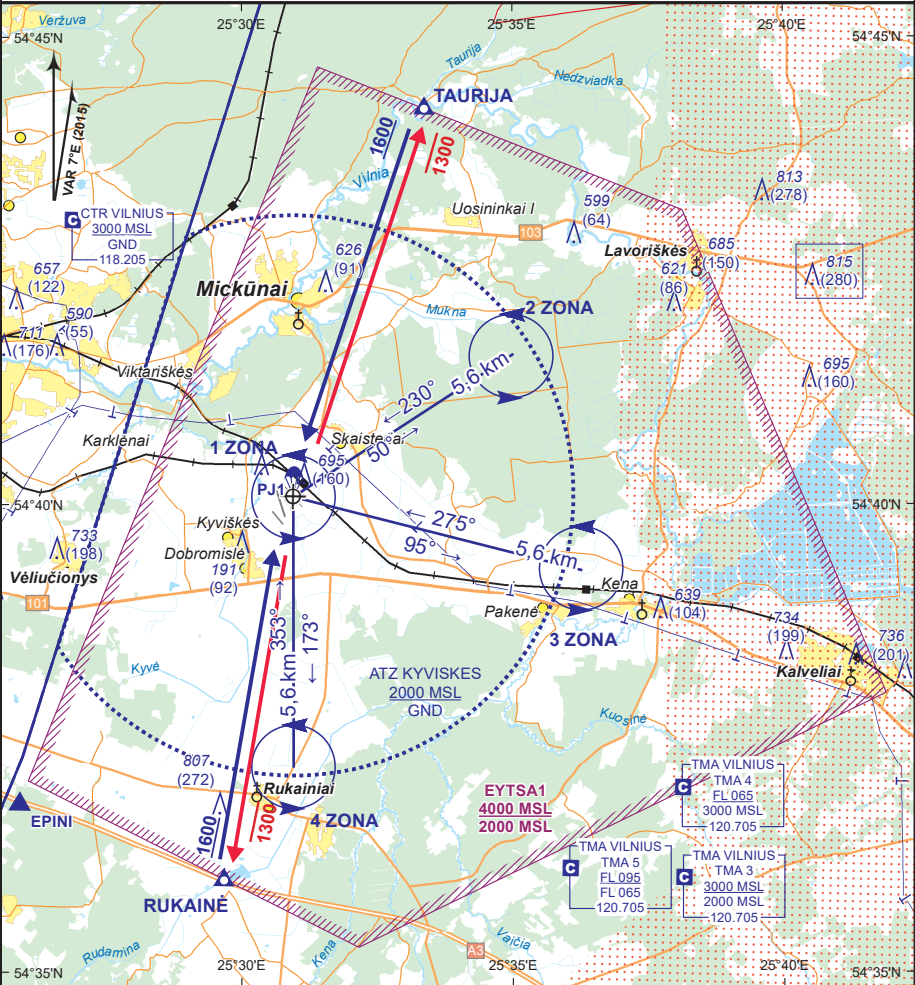 25°30'E
25°35'E
25°40'E
54°45'N
54°45'N
Veržuva
Taurija
Nedzviadka
TAURIJA
VAR 7°E (2015)
1600
1300
Vilnia
813
(278)
C
CTR VILNIUS
3000 MSL
GND
118.205
Uosininkai I
599
(64)
103
Lavoriškės
685
(150)
621
(86)
815
(280)
657
(122)
626
(91)
Mickūnai
590
(55)
711
(176)
Mukna
2 ZONA
5,6 km
←230°
50°→
695
(160)
Viktariškės
Karklėnai
1 ZONA
695
(160)
PJ1
54°40'N
54°40'N
← 275°
95° →
5,6 km
Kyviškės
Dobromislė
191
(92)
733
(198)
Vėliučionys
101
Kena
639
(104)
Pakenė
3 ZONA
734
(199)
736
(201)
Kalveliai
353°→
←173°
5,6 km
Kyvė
ATZ KYVISKES
2000 MSL
GND
Kuosinė
807
(272)
Rukainiai
4 ZONA
EPINI
1600
1300
EYTSA1
4000 MSL
2000 MSL
C
TMA VILNIUS
TMA 4
FL 065
3000 MSL
120.705
C
TMA VILNIUS
TMA 5
FL 095
FL 065
120.705
C
TMA VILNIUS
TMA 3
3000 MSL
2000 MSL
120.705
RUKAINĖ
Rudamina
Kena
Vaičia
A3
54°35'N
25°30'E
25°35'E
25°40'E
54°35'N